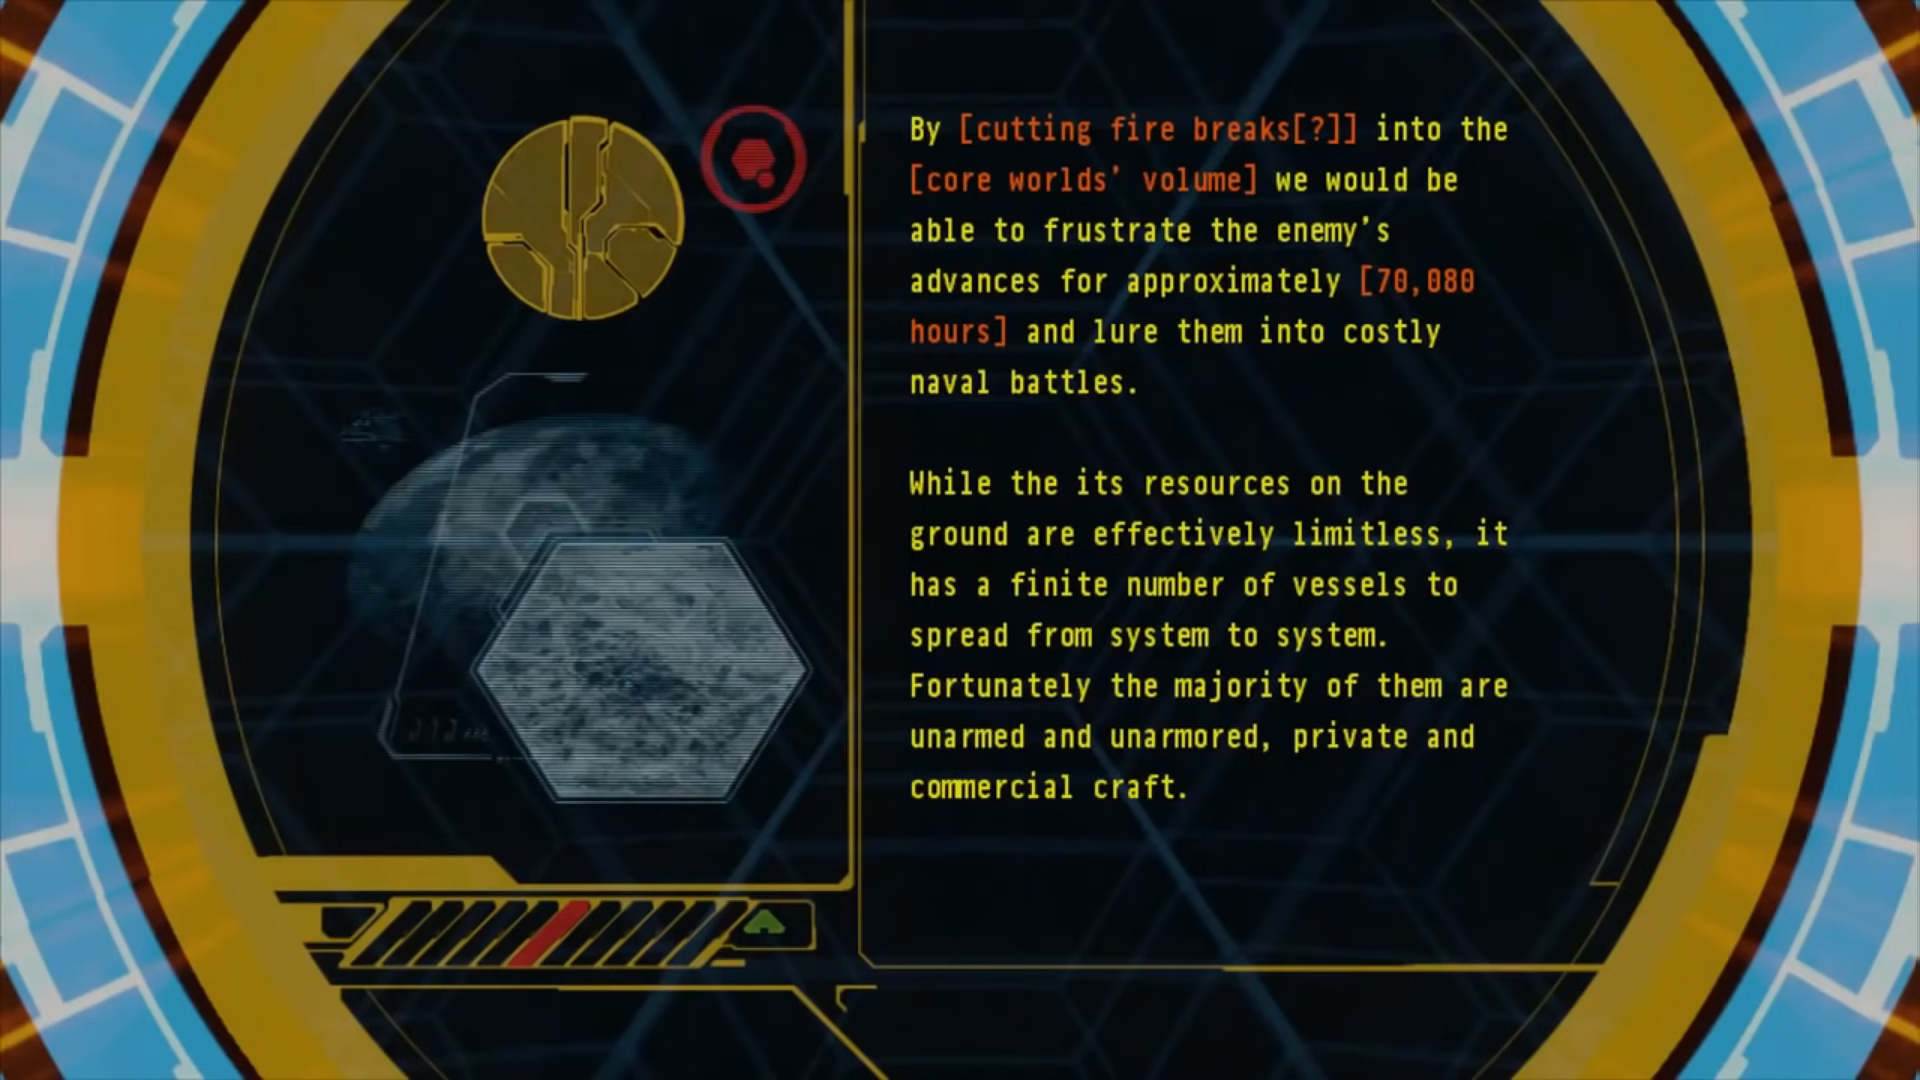 By [cutting fire breaks[?]] into the
[core worlds’ volume] we would be
able to frustrate the enemy’s
advances for approximately [70,080
hours] and lure them into costly
naval battles.
While the its resources on the
ground are effectively limitless, it
has a finite number of vessels to
spread from system to system.
Fortunately the majority of them are
unarmed and unarmored, private and
commercial craft.